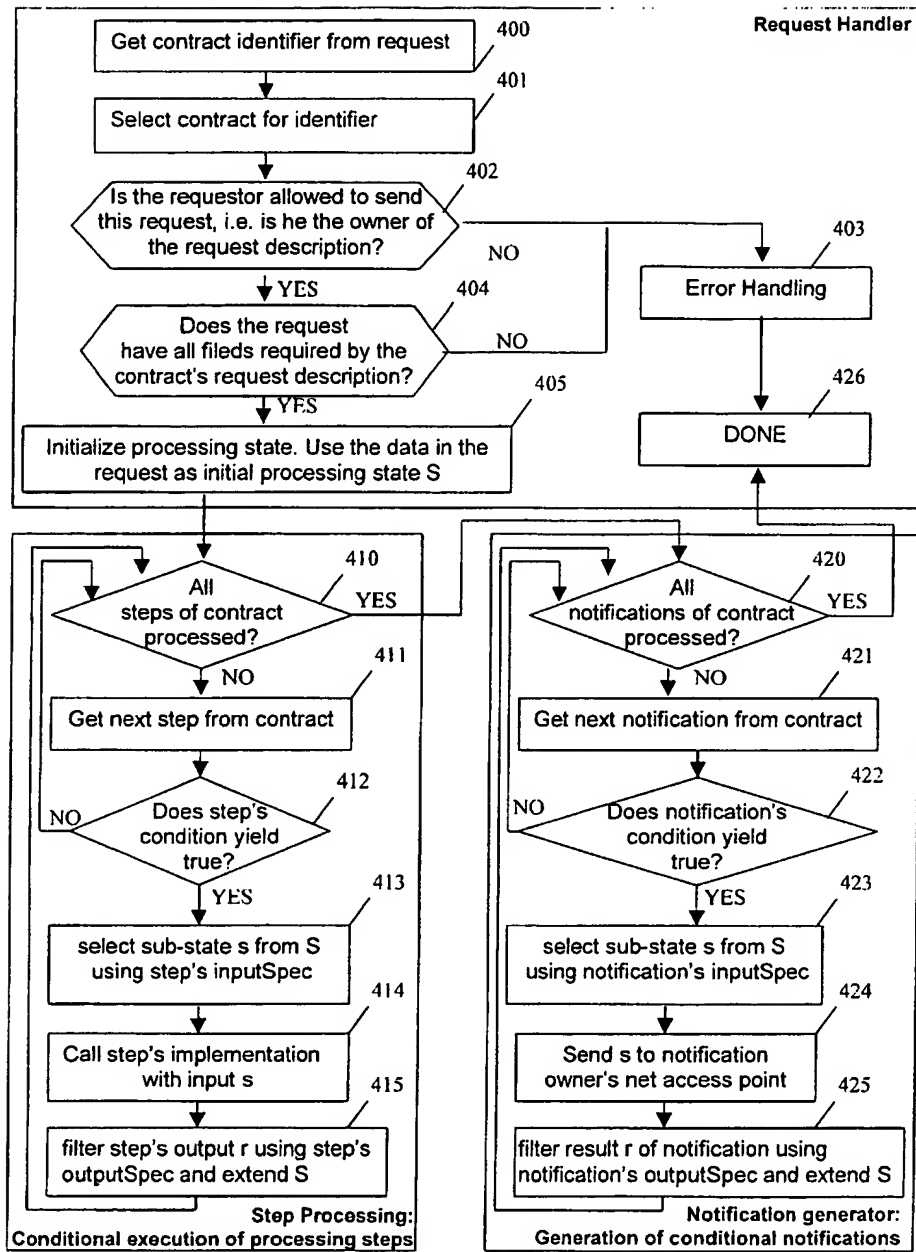 Request Handler
Get contract identifier from request
400
Select contract for identifier
401
Is the requestor allowed to send
this request, i.e. is he the owner
of the request description?
402
NO
YES
403
Error Handling
404
Does the request
have all fileds required by the
contract's request description?
NO
YES
405
426
DONE
Initialize processing state. Use the data in the
request as initial processing state S
410
All
steps of contract
processed?
YES
NO
411
Get next step from contract
412
Does step's
condition yield
true?
NO
YES
413
select sub-state s from S
using step's inputSpec
414
Call step's implementation
with input s
415
filter step's output r using step's
outputSpec and extend S
Step Processing:
Conditional execution of processing steps
420
All
notifications of contract
processed?
YES
NO
421
Get next notification from contract
422
Does notification's
condition yield
true?
NO
YES
423
select sub-state s from S
using notification's inputSpec
424
Send s to notification
owner's net access point
425
filter result r of notification using
notification's outputSpec and extend S
Notification generator:
Generation of conditional notifications